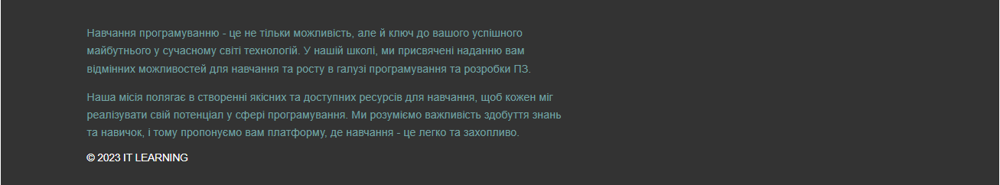 Навчання програмуванню - це не тільки можливість, але й ключ до вашого успішного
майбутнього у сучасному світі технологій. У нашій школі, ми присвячені наданню вам
відмінних можливостей для навчання та росту в галузі програмування та розробки ПЗ.
Наша місія полягає в створенні якісних та доступних ресурсів для навчання, щоб кожен міг
реалізувати свій потенціал у сфері програмування. Ми розуміємо важливість здобуття знань
та навичок, і тому пропонуємо вам платформу, де навчання - це легко та захопливо.
© 2023 IT LEARNING